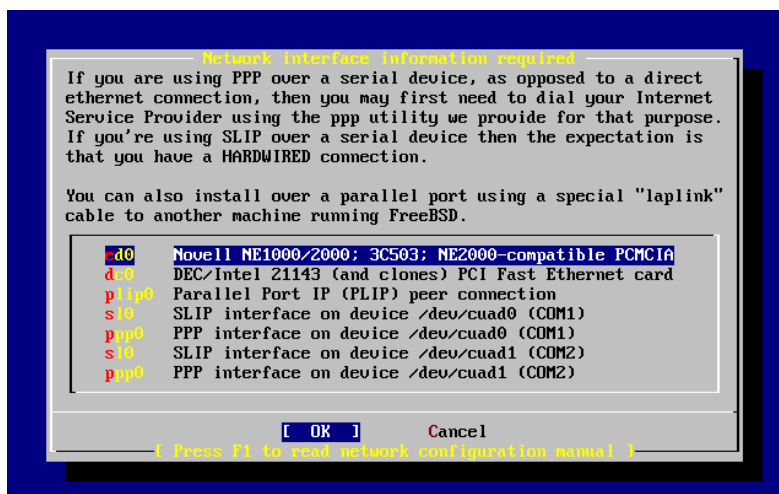 Network interface information required
If you are using PPP over a serial device, as opposed to a direct
ethernet connection, then you may first need to dial your Internet
Service Provider using the ppp utility we provide for that purpose.
If you're using SLIP over a serial device then the expectation is
that you have a HARDWIRED connection.
You can also install over a parallel port using a special "laplink"
cable to another machine running FreeBSD.
ed0 Novell NE1000/2000; 3C503; NE2000-compatible PCMCIA
dc0 DEC/Intel 21143 (and clones) PCI Fast Ethernet card
plip0 Parallel Port IP (PLIP) peer connection
sl0 SLIP interface on device /dev/cuad0 (COM1)
ppp0 PPP interface on device /dev/cuad0 (COM1)
sl0 SLIP interface on device /dev/cuad1 (COM2)
ppp0 PPP interface on device /dev/cuad1 (COM2)
[ OK ] Cancel
[ Press F1 to read network configuration manual ]